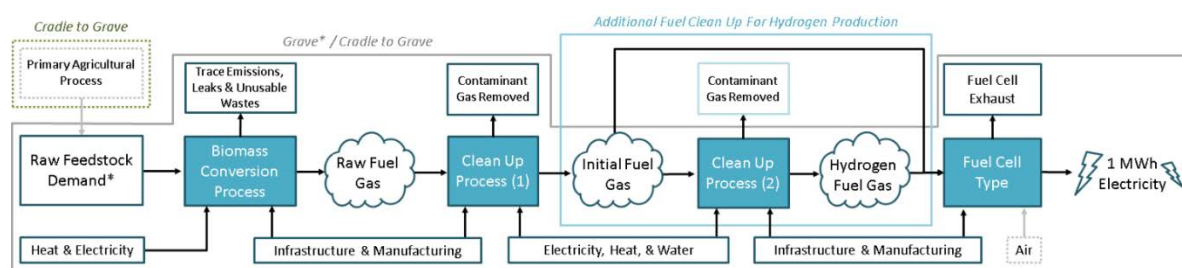 Cradle to Grave
Additional Fuel Clean Up For Hydrogen Production
Grave* / Cradle to Grave
Primary Agricultural
Process
Trace Emissions,
Leaks & Unusable
Wastes
Contaminant
Gas Removed
Contaminant
Gas Removed
Fuel Cell
Exhaust
Raw Feedstock
Demand*
Biomass
Conversion
Process
Raw Fuel
Gas
Clean Up
Process (1)
Initial Fuel
Gas
Clean Up
Process (2)
Hydrogen
Fuel Gas
Fuel Cell
Type
1 MWh
Electricity
Heat & Electricity
Infrastructure & Manufacturing
Electricity, Heat, & Water
Infrastructure & Manufacturing
Air